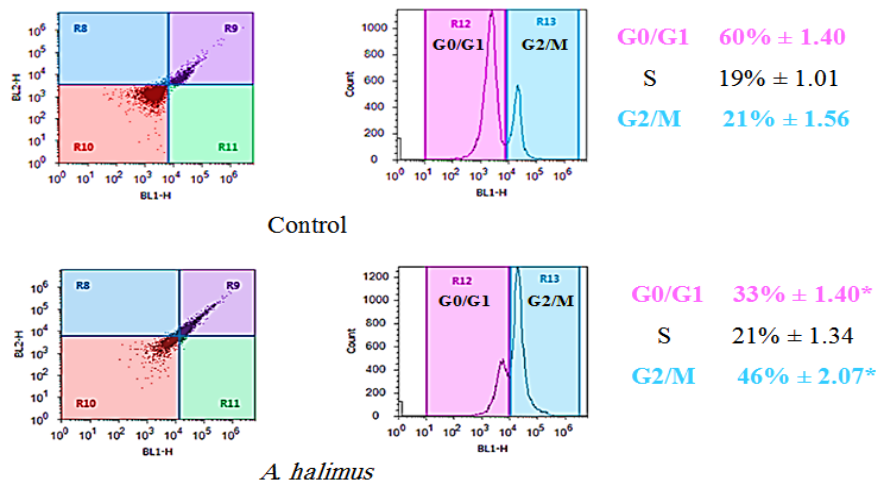 R8
R9
R10
R11
BL2-H
10⁶
10⁵
10⁴
10³
10²
10¹
10⁰
10⁰ 10¹ 10² 10³ 10⁴ 10⁵ 10⁶
BL1-H
R12
R13
G0/G1
G2/M
Count
1000
800
600
400
200
0
10⁰ 10¹ 10² 10³ 10⁴ 10⁵ 10⁶
BL1-H
G0/G1 60% ± 1.40
S 19% ± 1.01
G2/M 21% ± 1.56
Control
R8
R9
R10
R11
BL2-H
10⁶
10⁵
10⁴
10³
10²
10¹
10⁰
10⁰ 10¹ 10² 10³ 10⁴ 10⁵ 10⁶
BL1-H
R12
R13
G0/G1
G2/M
Count
1200
1000
800
600
400
200
0
10⁰ 10¹ 10² 10³ 10⁴ 10⁵ 10⁶
BL1-H
G0/G1 33% ± 1.40*
S 21% ± 1.34
G2/M 46% ± 2.07*
A. halimus